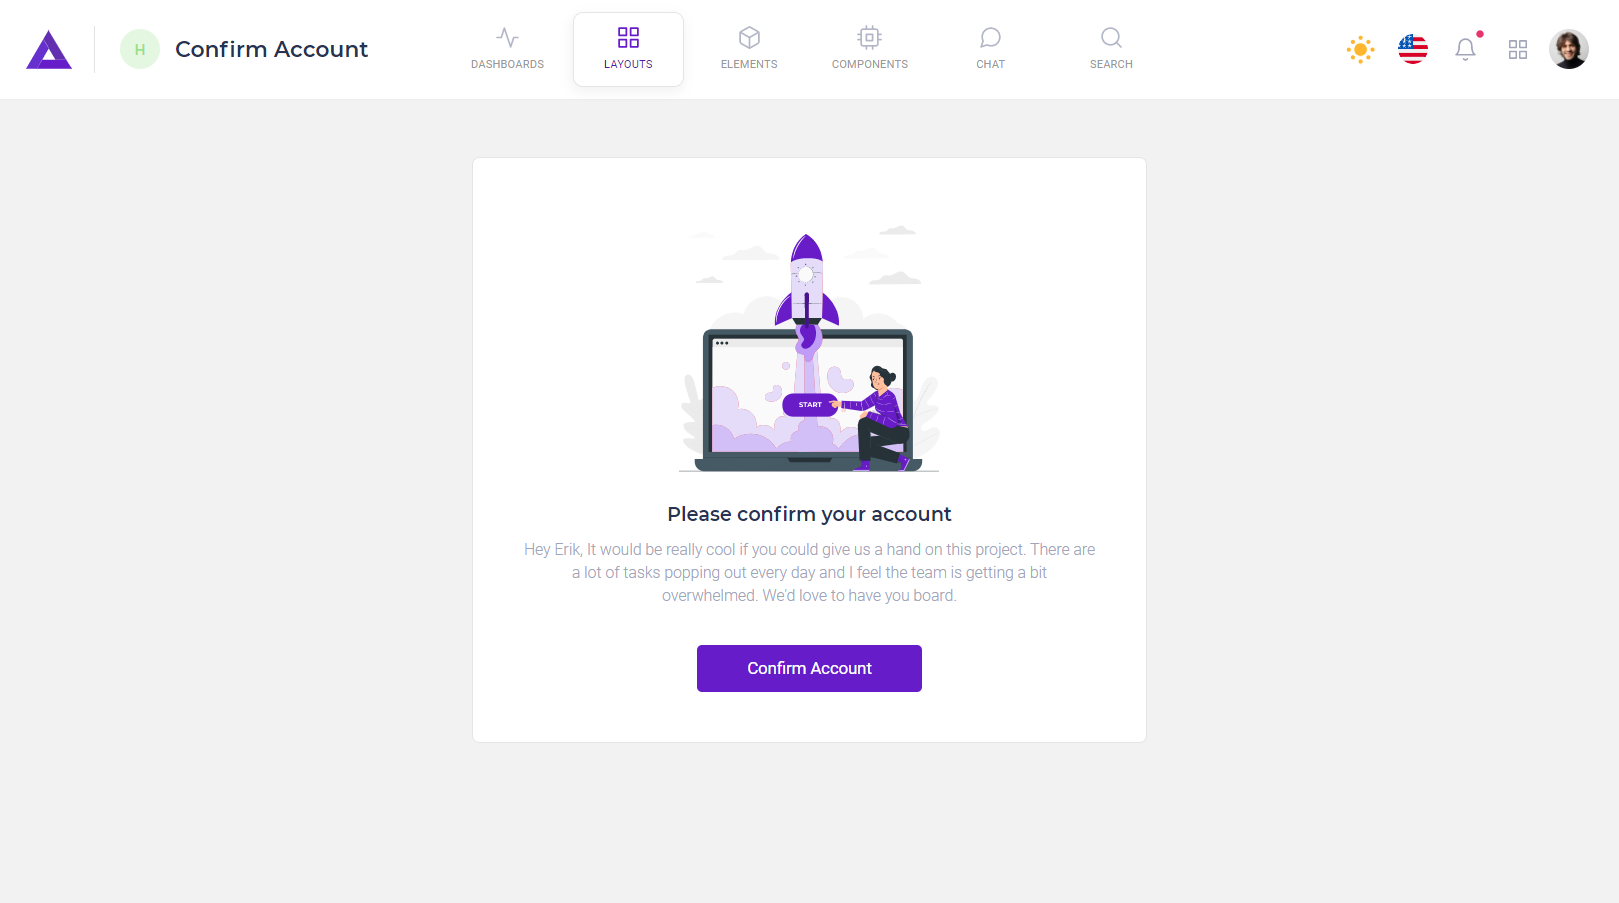 H
Confirm Account
DASHBOARDS
LAYOUTS
ELEMENTS
COMPONENTS
CHAT
SEARCH
START
Please confirm your account
Hey Erik, It would be really cool if you could give us a hand on this project. There are
a lot of tasks popping out every day and I feel the team is getting a bit
overwhelmed. We'd love to have you board.
Confirm Account